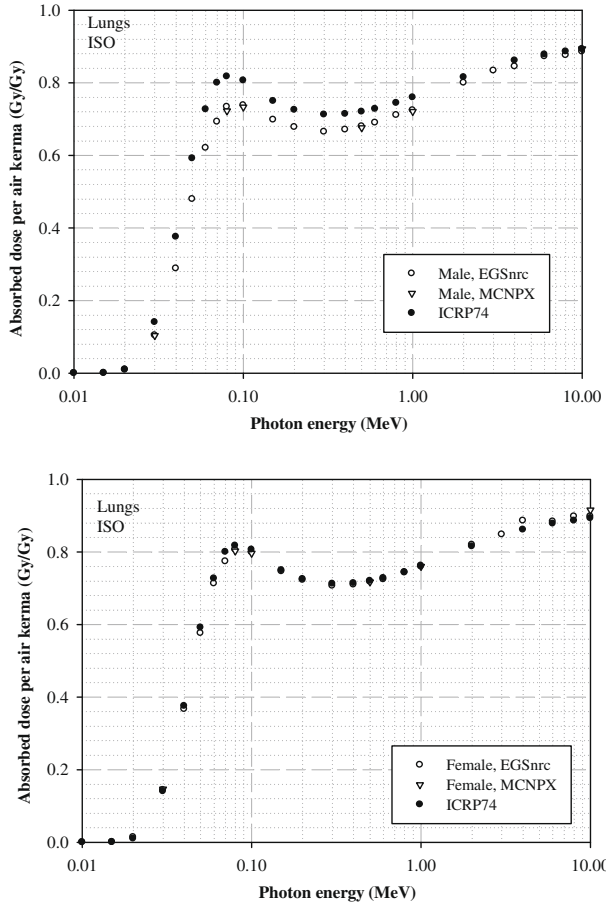 1.0
Lungs
ISO
0.8
0.6
0.4
0.2
0.0
Absorbed dose per air kerma (Gy/Gy)
Male, EGSnrc
Male, MCNPX
ICRP74
0.01 0.10 1.00 10.00
Photon energy (MeV)
1.0
Lungs
ISO
0.8
0.6
0.4
0.2
0.0
Absorbed dose per air kerma (Gy/Gy)
Female, EGSnrc
Female, MCNPX
ICRP74
0.01 0.10 1.00 10.00
Photon energy (MeV)